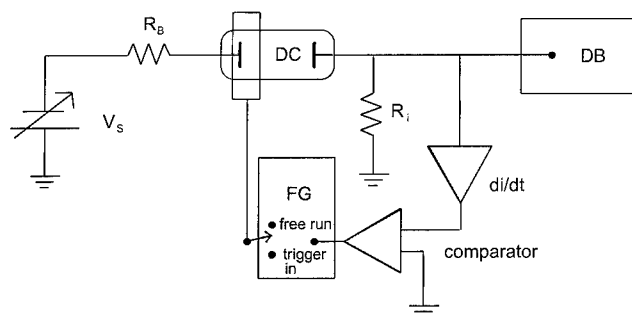 R_B
DC
DB
V_S
R_i
di/dt
FG
free run
trigger
in
comparator